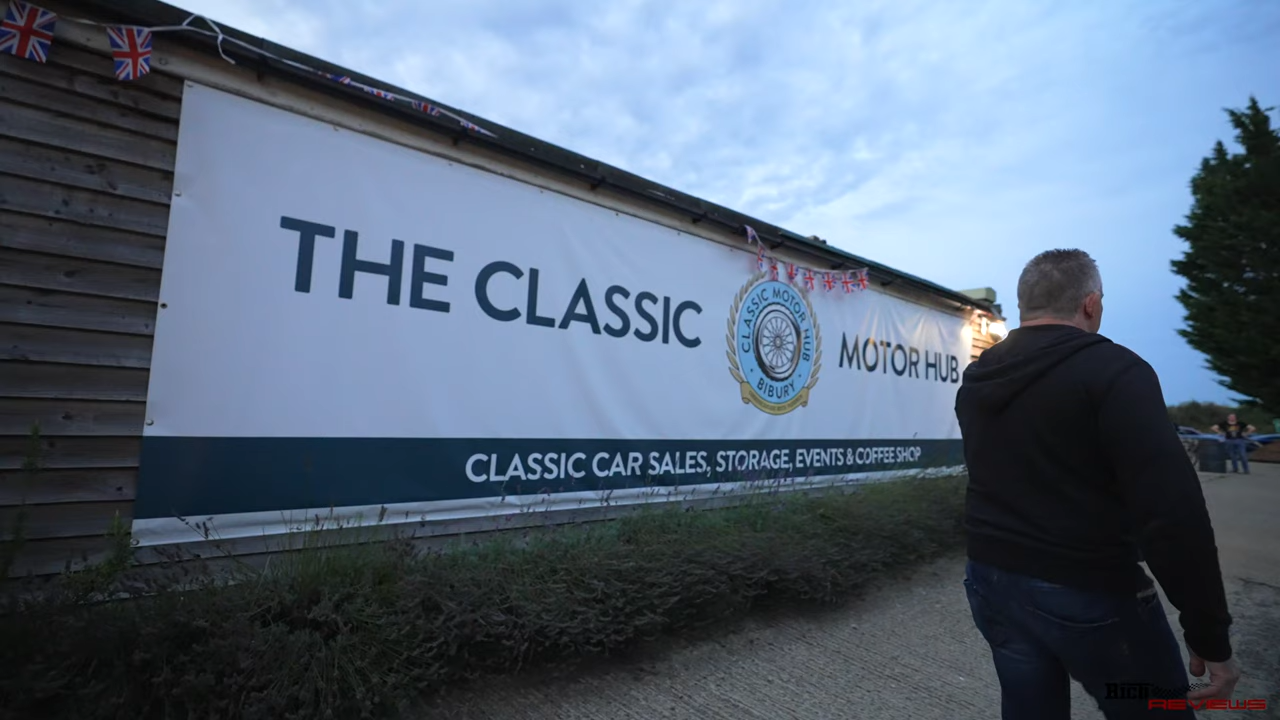 THE CLASSIC
CLASSIC MOTOR HUB
· BIBURY ·
MOTOR HUB
CLASSIC CAR SALES, STORAGE, EVENTS & COFFEE SHOP
Rich
REVIEWS